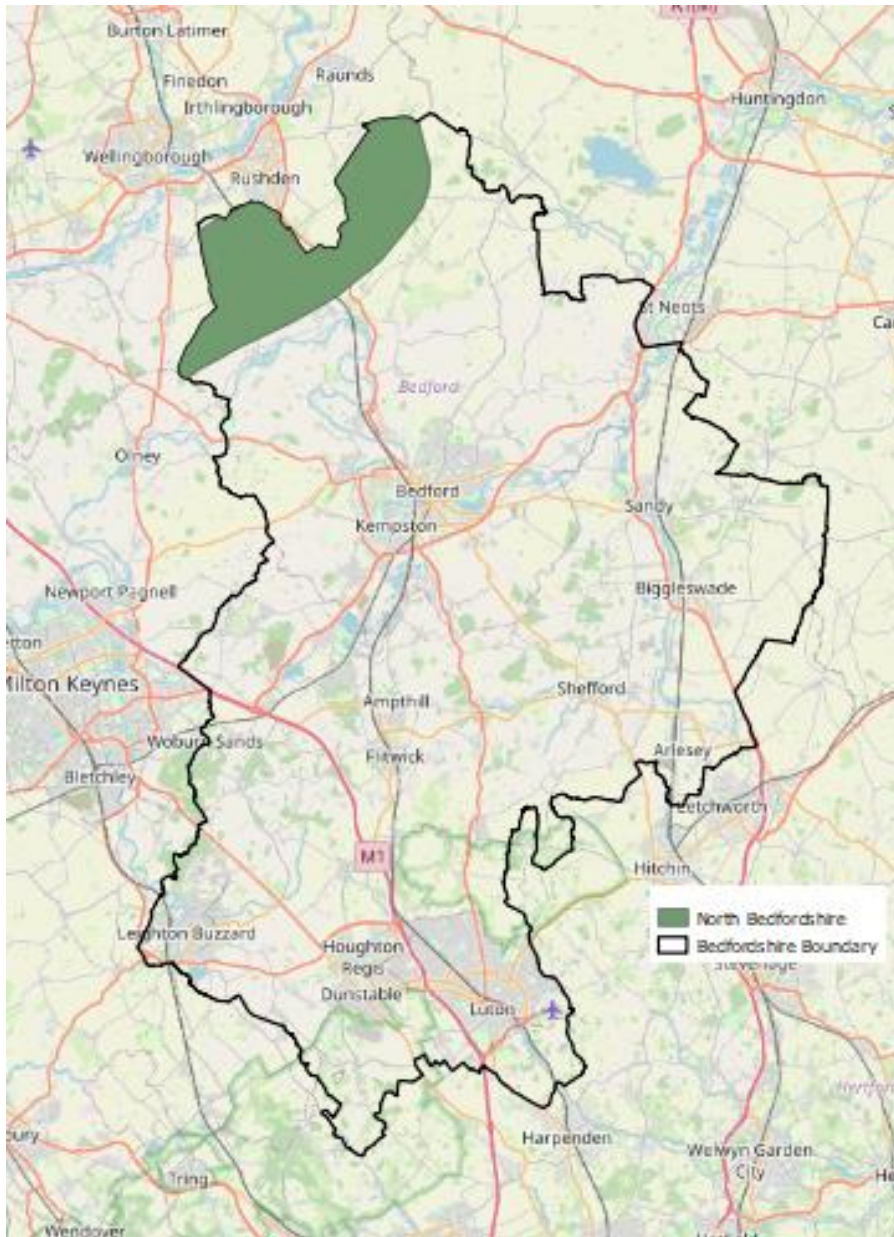 Burton Latimer
Finedon
Raunds
Irthlingborough
Huntingdon
Wellingborough
Rushden
St Neots
Bedford
Olney
Bedford
Kempston
Sandy
Newport Pagnell
Biggleswade
Milton Keynes
Ampthill
Shefford
Woburn Sands
Flitwick
Arlesey
Bletchley
Letchworth
M1
Hitchin
North Bedfordshire
Bedfordshire Boundary
Leighton Buzzard
Houghton
Regis
Stevenage
Dunstable
Luton
Harpenden
Welwyn Garden
City
Tring
Wendover